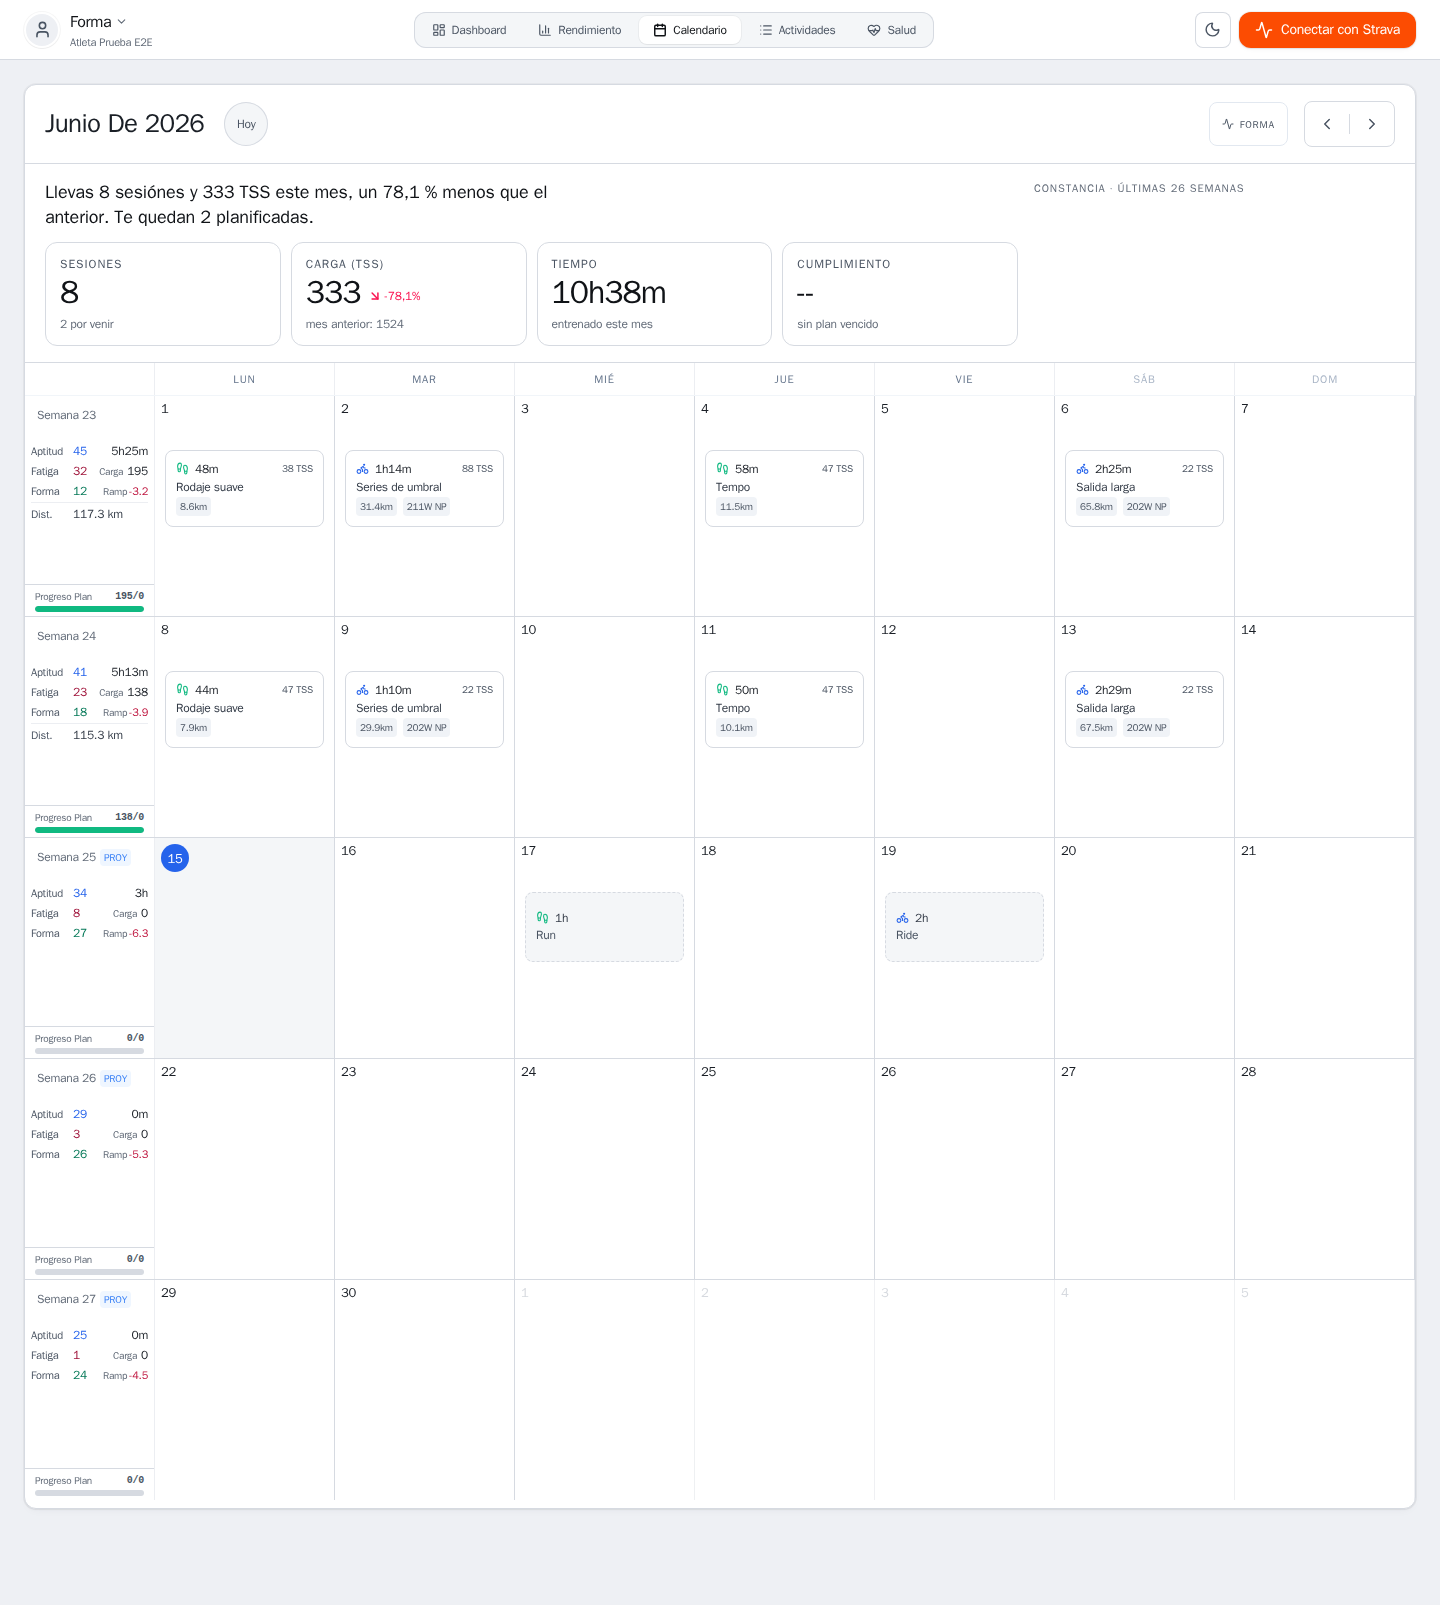 Forma
Atleta Prueba E2E
Dashboard
Rendimiento
Calendario
Actividades
Salud
Conectar con Strava
Junio De 2026
Hoy
FORMA
Llevas 8 sesiónes y 333 TSS este mes, un 78,1 % menos que el
anterior. Te quedan 2 planificadas.
CONSTANCIA · ÚLTIMAS 26 SEMANAS
SESIONES
8
2 por venir
CARGA (TSS)
333 -78,1%
mes anterior: 1524
TIEMPO
10h38m
entrenado este mes
CUMPLIMIENTO
--
sin plan vencido
LUN MAR MIÉ JUE VIE SÁB DOM
Semana 23
Aptitud 45 5h25m
Fatiga 32 Carga 195
Forma 12 Ramp -3.2
Dist. 117.3 km
Progreso Plan 195/0
1
48m 38 TSS
Rodaje suave
8.6km
2
1h14m 88 TSS
Series de umbral
31.4km 211W NP
3
4
58m 47 TSS
Tempo
11.5km
5
6
2h25m 22 TSS
Salida larga
65.8km 202W NP
7
Semana 24
Aptitud 41 5h13m
Fatiga 23 Carga 138
Forma 18 Ramp -3.9
Dist. 115.3 km
Progreso Plan 138/0
8
44m 47 TSS
Rodaje suave
7.9km
9
1h10m 22 TSS
Series de umbral
29.9km 202W NP
10
11
50m 47 TSS
Tempo
10.1km
12
13
2h29m 22 TSS
Salida larga
67.5km 202W NP
14
Semana 25 PROY
Aptitud 34 3h
Fatiga 8 Carga 0
Forma 27 Ramp -6.3
Progreso Plan 0/0
15
16
17
1h
Run
18
19
2h
Ride
20
21
Semana 26 PROY
Aptitud 29 0m
Fatiga 3 Carga 0
Forma 26 Ramp -5.3
Progreso Plan 0/0
22
23
24
25
26
27
28
Semana 27 PROY
Aptitud 25 0m
Fatiga 1 Carga 0
Forma 24 Ramp -4.5
Progreso Plan 0/0
29
30
1
2
3
4
5